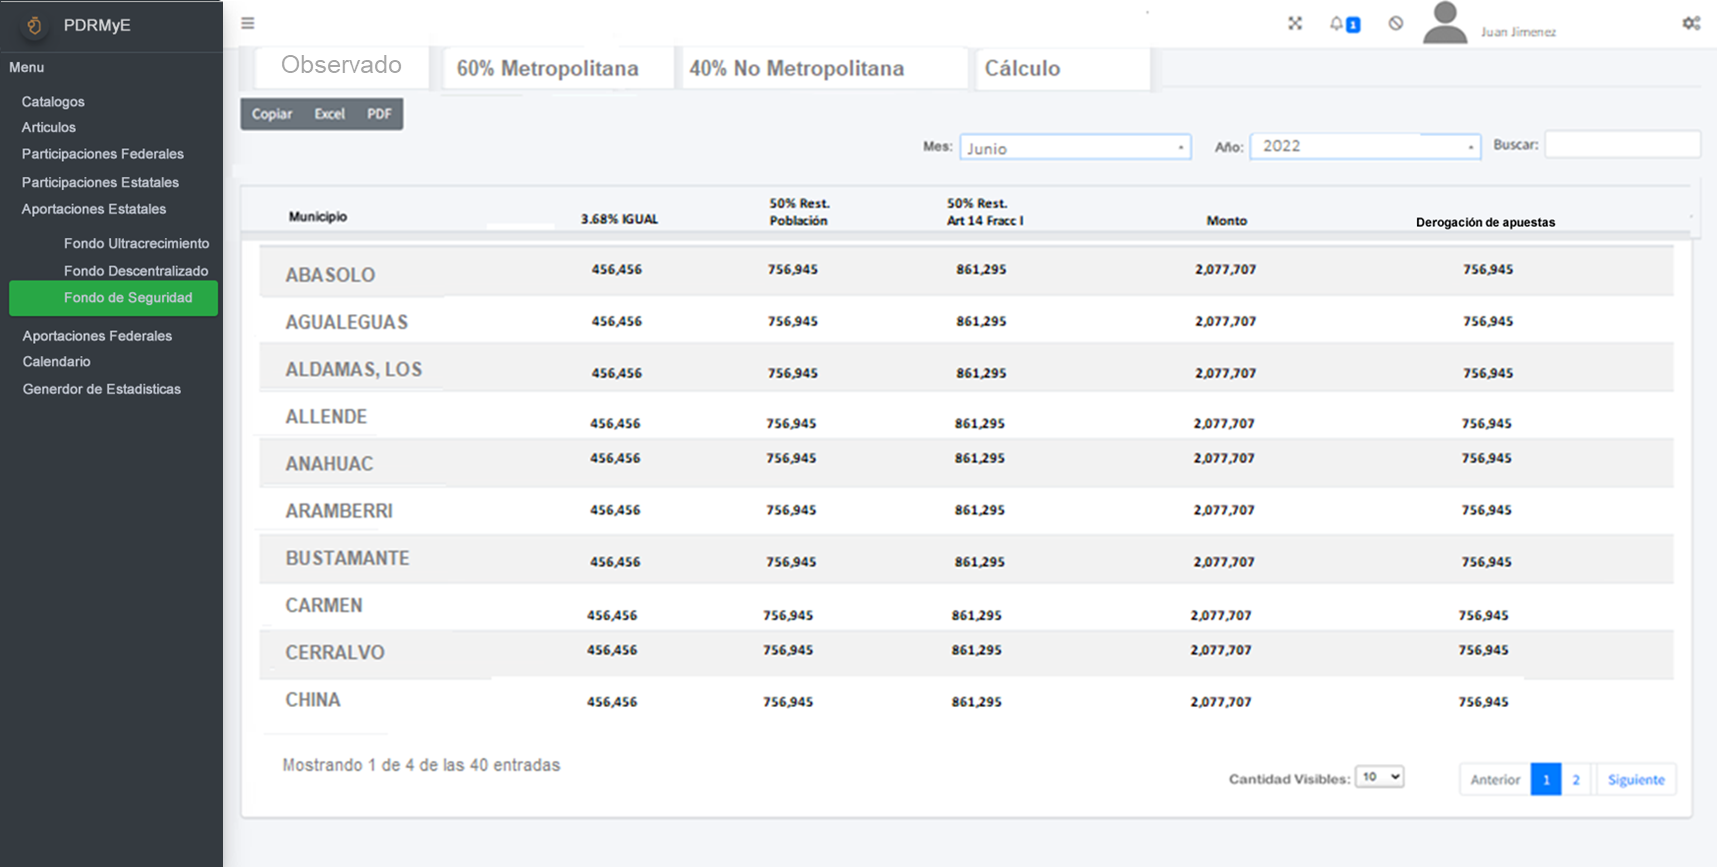 PDRMyE
Menu
Catalogos
Articulos
Participaciones Federales
Participaciones Estatales
Aportaciones Estatales
Fondo Ultracrecimiento
Fondo Descentralizado
Fondo de Seguridad
Aportaciones Federales
Calendario
Generdor de Estadisticas
1
Juan Jimenez
Observado 60% Metropolitana 40% No Metropolitana Cálculo
Copiar Excel PDF
Mes: Junio Año: 2022 Buscar:
Municipio 3.68% IGUAL 50% Rest. Población 50% Rest. Art 14 Fracc I Monto Derogación de apuestas
ABASOLO 456,456 756,945 861,295 2,077,707 756,945
AGUALEGUAS 456,456 756,945 861,295 2,077,707 756,945
ALDAMAS, LOS 456,456 756,945 861,295 2,077,707 756,945
ALLENDE 456,456 756,945 861,295 2,077,707 756,945
ANAHUAC 456,456 756,945 861,295 2,077,707 756,945
ARAMBERRI 456,456 756,945 861,295 2,077,707 756,945
BUSTAMANTE 456,456 756,945 861,295 2,077,707 756,945
CARMEN 456,456 756,945 861,295 2,077,707 756,945
CERRALVO 456,456 756,945 861,295 2,077,707 756,945
CHINA 456,456 756,945 861,295 2,077,707 756,945
Mostrando 1 de 4 de las 40 entradas
Cantidad Visibles: 10
Anterior 1 2 Siguiente